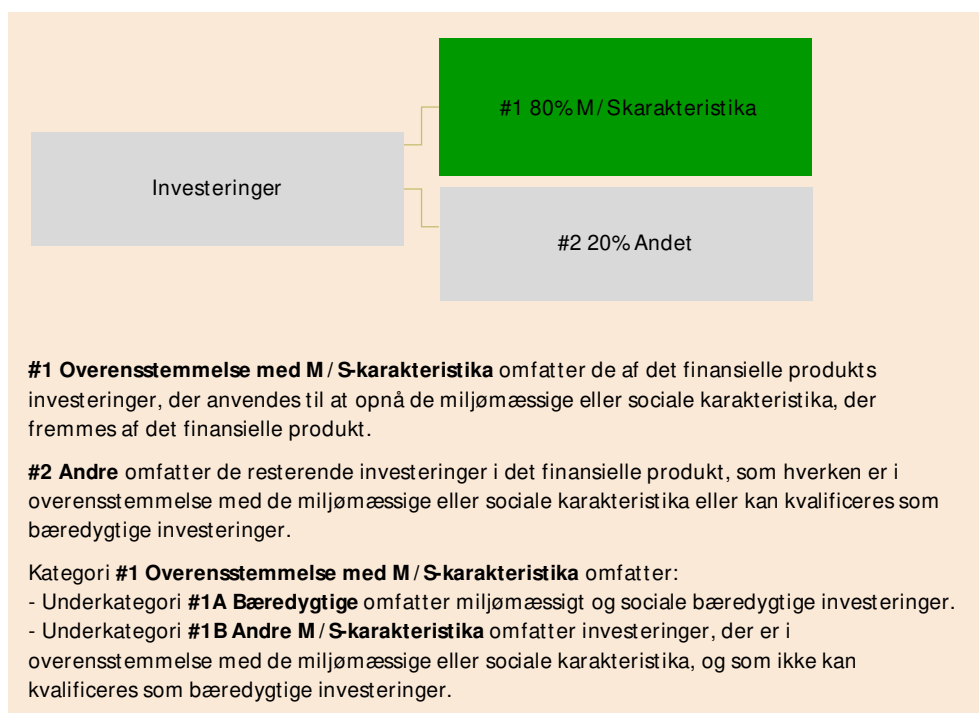 #1 80% M / S karakteristika
Investeringer
#2 20% Andet
#1 Overensstemmelse med M / S-karakteristika omfatter de af det finansielle produkts
investeringer, der anvendes til at opnå de miljømæssige eller sociale karakteristika, der
fremmes af det finansielle produkt.
#2 Andre omfatter de resterende investeringer i det finansielle produkt, som hverken er i
overensstemmelse med de miljømæssige eller sociale karakteristika eller kan kvalificeres som
bæredygtige investeringer.
Kategori #1 Overensstemmelse med M / S-karakteristika omfatter:
- Underkategori #1A Bæredygtige omfatter miljømæssigt og sociale bæredygtige investeringer.
- Underkategori #1B Andre M / S-karakteristika omfatter investeringer, der er i
overensstemmelse med de miljømæssige eller sociale karakteristika, og som ikke kan
kvalificeres som bæredygtige investeringer.